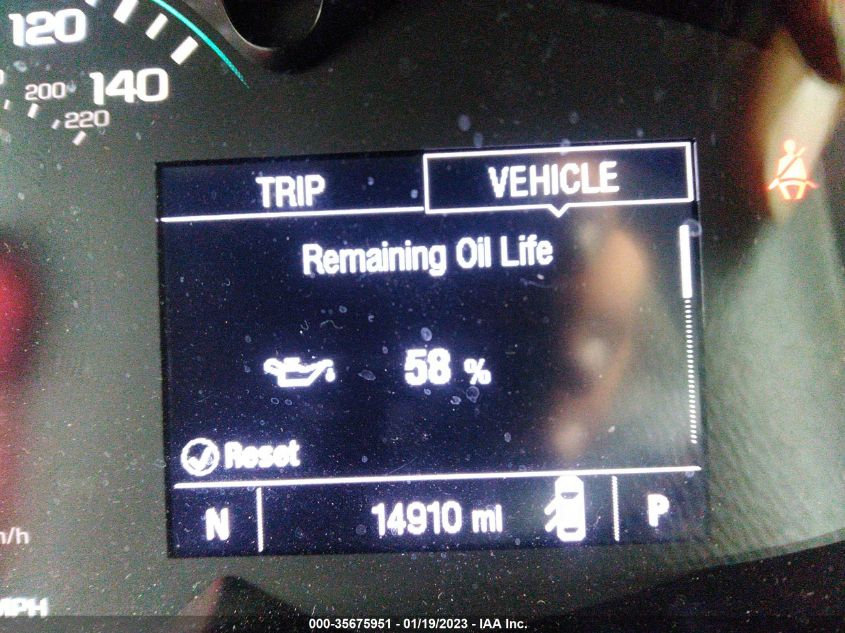 120
200 140
220
TRIP VEHICLE
Remaining Oil Life
58 %
Reset
N 14910 mi P
MPH
000-35675951 - 01/19/2023 - IAA Inc.